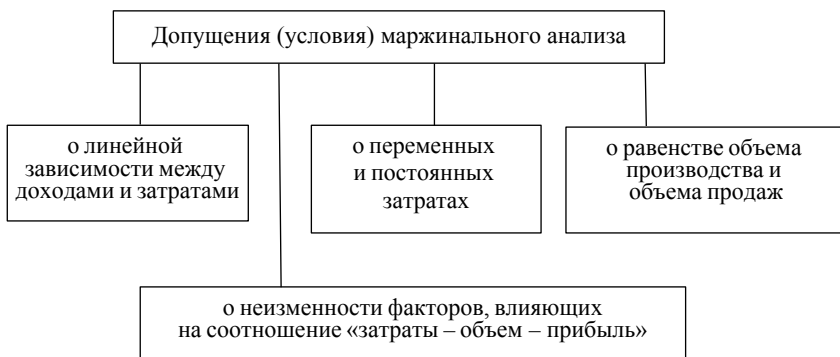 Допущения (условия) маржинального анализа
о линейной
зависимости между
доходами и затратами
о переменных
и постоянных
затратах
о равенстве объема
производства и
объема продаж
о неизменности факторов, влияющих
на соотношение «затраты – объем – прибыль»